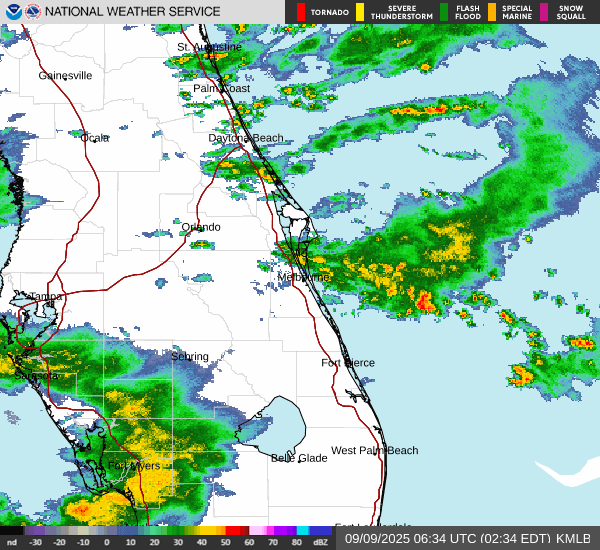 NATIONAL WEATHER SERVICE
TORNADO
SEVERE THUNDERSTORM
FLASH FLOOD
SPECIAL MARINE
SNOW SQUALL
St. Augustine
Gainesville
Palm Coast
Ocala
Daytona Beach
Orlando
Melbourne
Tampa
Sebring
Fort Pierce
Sarasota
West Palm Beach
Belle Glade
Fort Myers
Fort Lauderdale
nd -30 -20 -10 0 10 20 30 40 50 60 70 80 dBZ
09/09/2025 06:34 UTC (02:34 EDT) KMLB